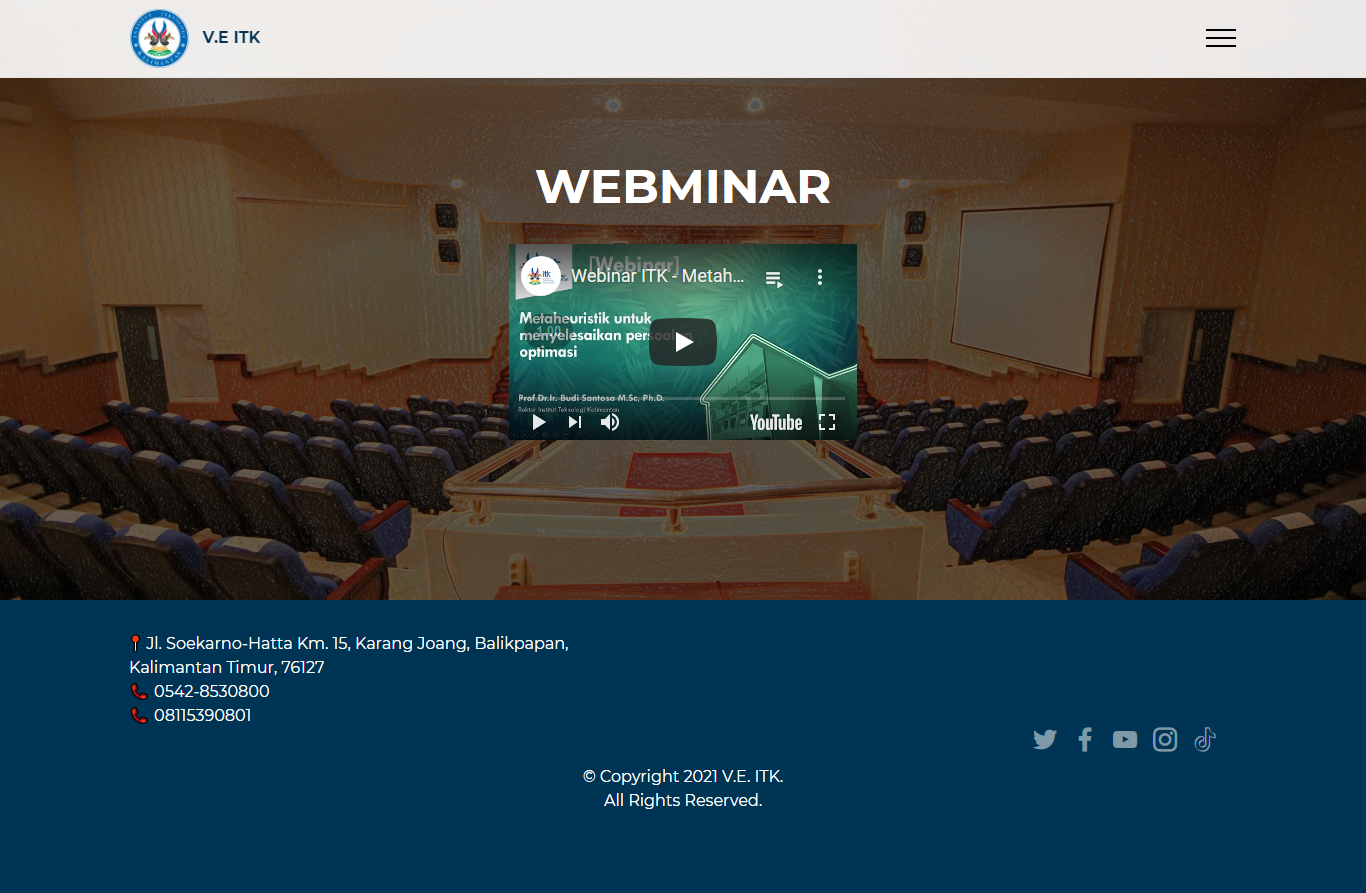 V.E ITK
WEBMINAR
[Webinar]
Webinar ITK - Metah...
itk
Metaheuristik untuk
menyelesaikan persoalan
optimasi
Prof.Dr.Ir. Budi Santosa M.Sc, Ph.D.
Rektor Institut Teknologi Kalimantan
YouTube
Jl. Soekarno-Hatta Km. 15, Karang Joang, Balikpapan,
Kalimantan Timur, 76127
0542-8530800
08115390801
© Copyright 2021 V.E. ITK.
All Rights Reserved.